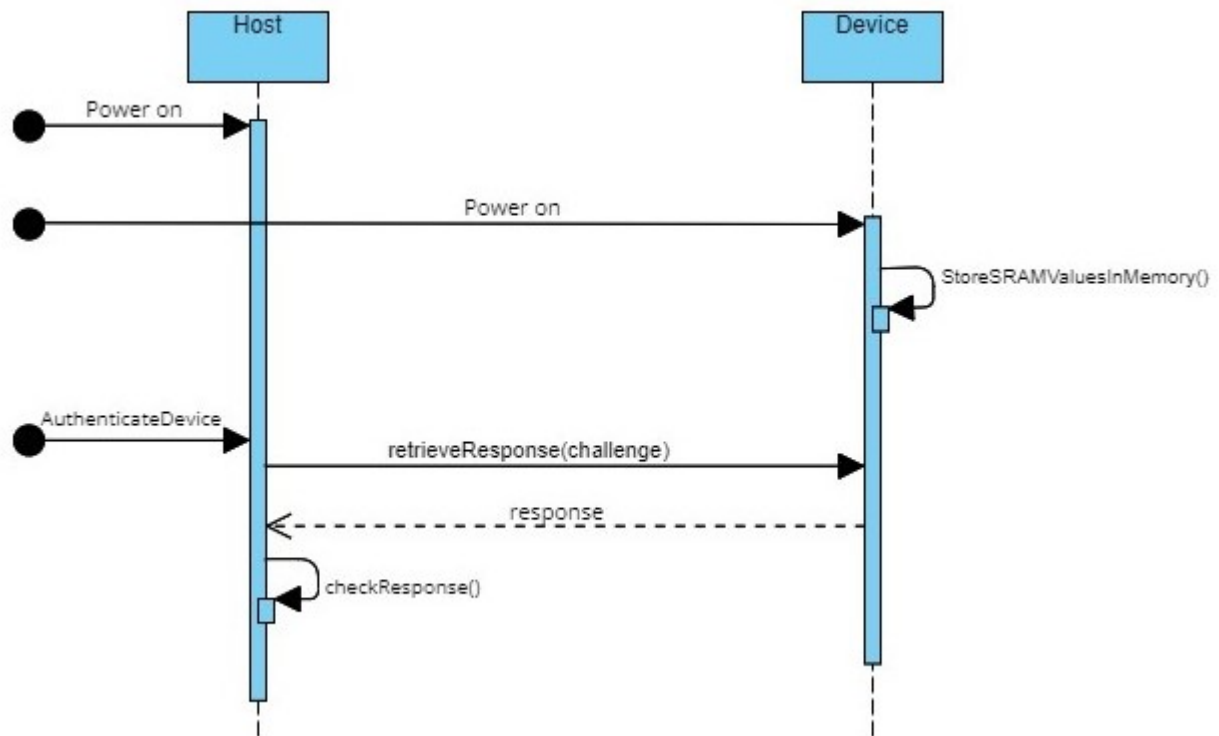 Host
Device
Power on
Power on
StoreSRAMValuesInMemory()
AuthenticateDevice
retrieveResponse(challenge)
response
checkResponse()